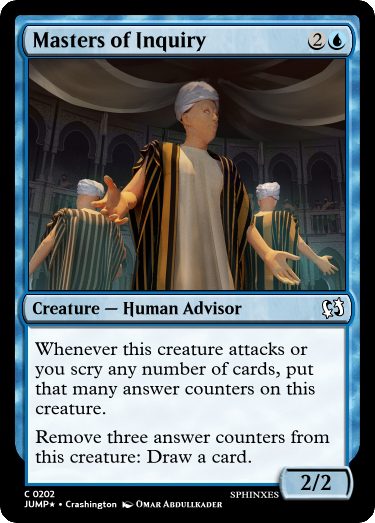 Masters of Inquiry 2
Creature — Human Advisor
Whenever this creature attacks or
you scry any number of cards, put
that many answer counters on this
creature.
Remove three answer counters from
this creature: Draw a card.
2/2
C 0202 SPHINXES
JUMP★ • Crashington Omar Abdullkader